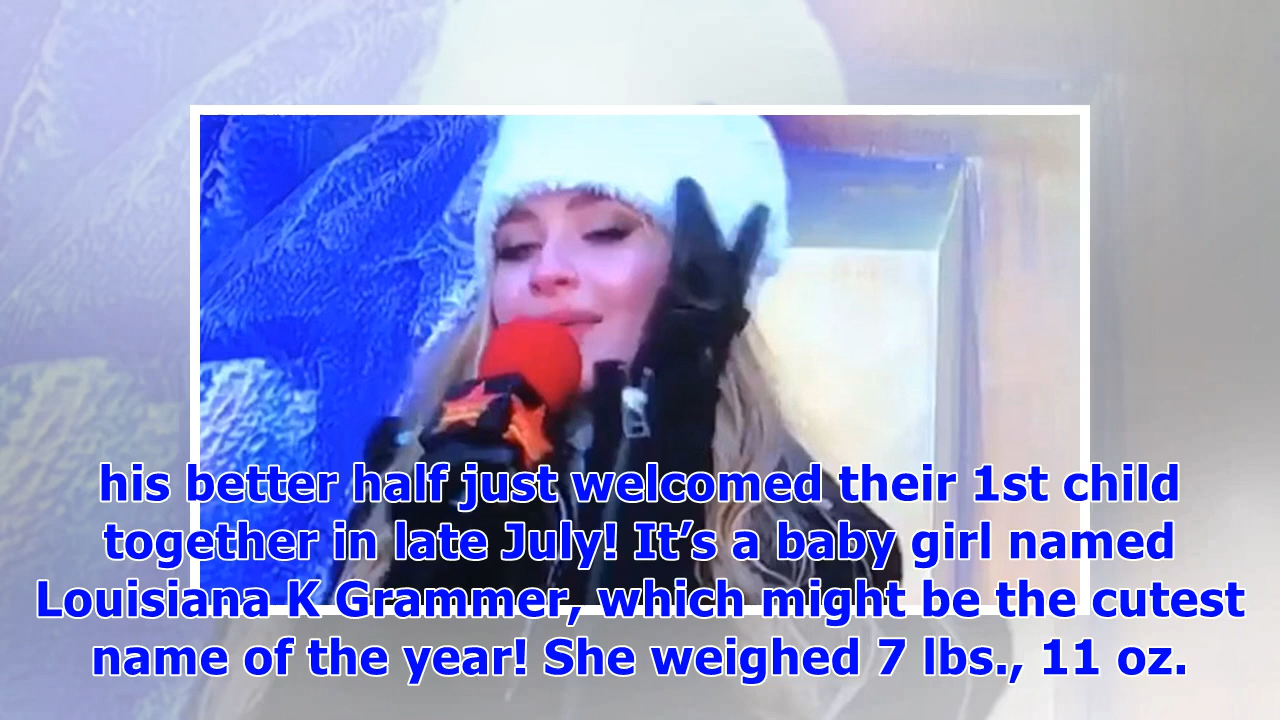 his better half just welcomed their 1st child
together in late July! It’s a baby girl named
Louisiana K Grammer, which might be the cutest
name of the year! She weighed 7 lbs., 11 oz.